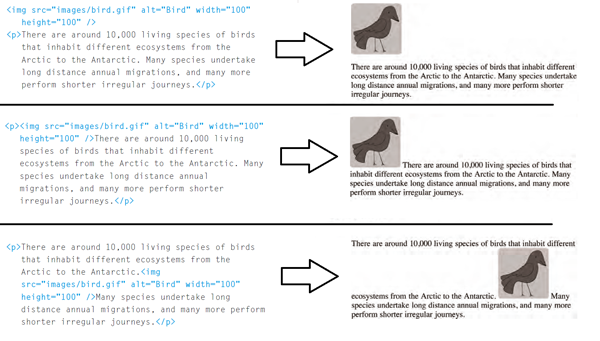 <img src="images/bird.gif" alt="Bird" width="100"
height="100" />
<p>There are around 10,000 living species of birds
that inhabit different ecosystems from the
Arctic to the Antarctic. Many species undertake
long distance annual migrations, and many more
perform shorter irregular journeys.</p>
There are around 10,000 living species of birds that inhabit different
ecosystems from the Arctic to the Antarctic. Many species undertake
long distance annual migrations, and many more perform shorter
irregular journeys.
<p><img src="images/bird.gif" alt="Bird" width="100"
height="100" />There are around 10,000 living
species of birds that inhabit different
ecosystems from the Arctic to the Antarctic. Many
species undertake long distance annual
migrations, and many more perform shorter
irregular journeys.</p>
There are around 10,000 living species of birds that
inhabit different ecosystems from the Arctic to the Antarctic. Many
species undertake long distance annual migrations, and many more
perform shorter irregular journeys.
<p>There are around 10,000 living species of birds
that inhabit different ecosystems from the
Arctic to the Antarctic.<img
src="images/bird.gif" alt="Bird" width="100"
height="100" />Many species undertake long
distance annual migrations, and many more perform
shorter irregular journeys.</p>
There are around 10,000 living species of birds that inhabit different
ecosystems from the Arctic to the Antarctic. Many
species undertake long distance annual migrations, and many more
perform shorter irregular journeys.